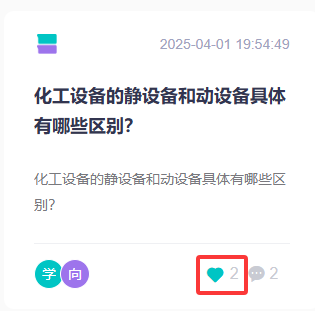 2025-04-01 19:54:49
化工设备的静设备和动设备具体
有哪些区别？
化工设备的静设备和动设备具体有哪些区
别？
学 向 2 2